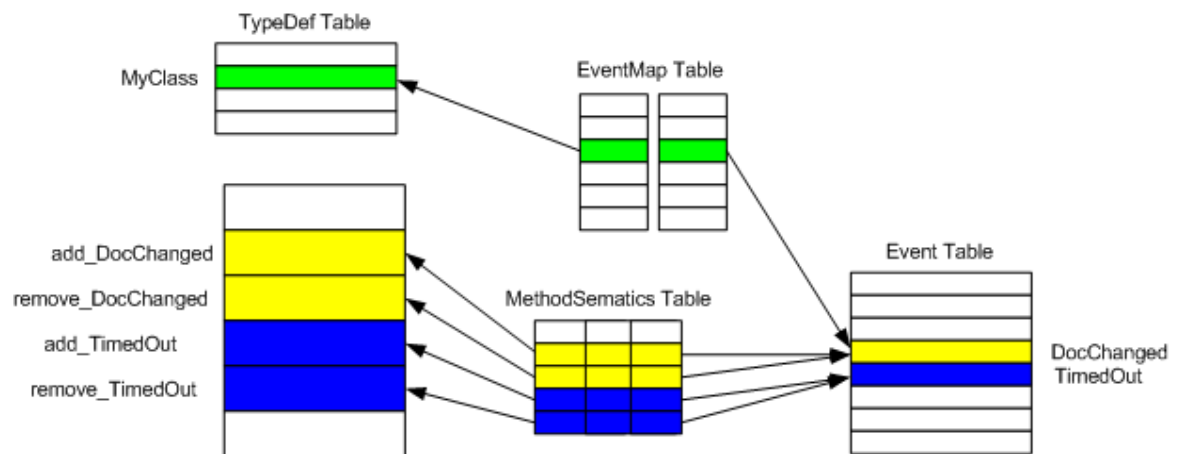 TypeDef Table
MyClass
EventMap Table
add_DocChanged
remove_DocChanged
add_TimedOut
remove_TimedOut
MethodSematics Table
Event Table
DocChanged
TimedOut